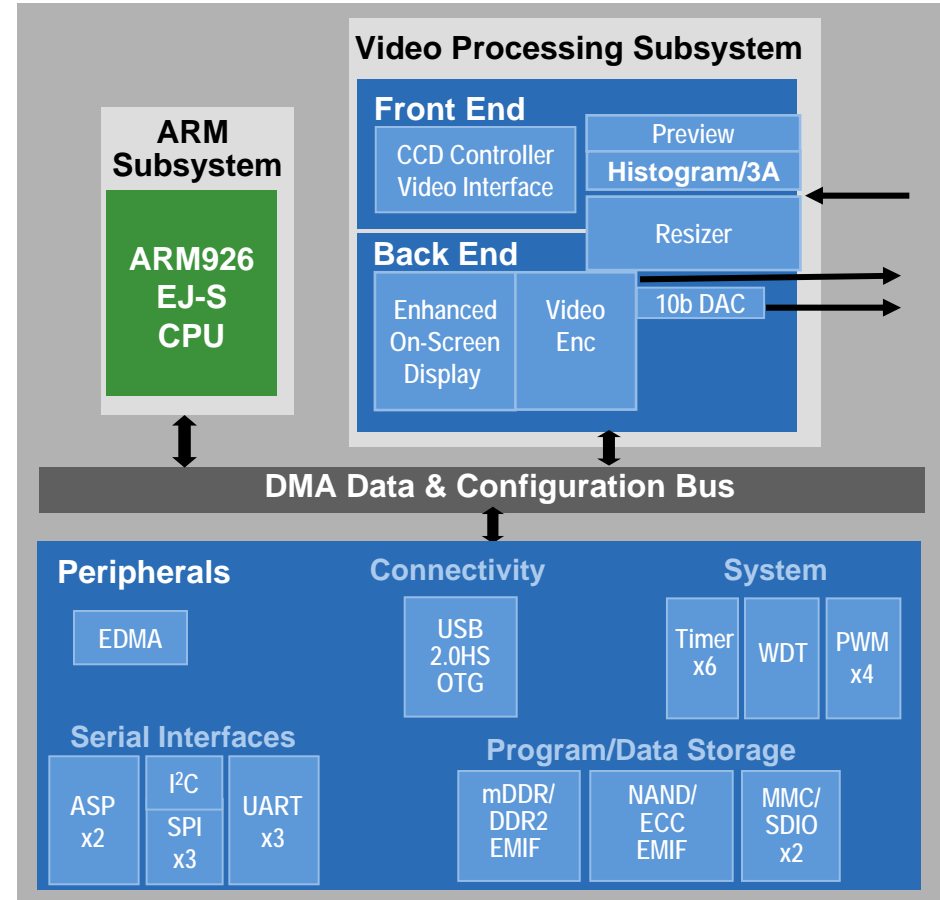 Video Processing Subsystem
ARM
Subsystem
ARM926
EJ-S
CPU
Front End
CCD Controller
Video Interface
Preview
Histogram/3A
Resizer
Back End
Enhanced
On-Screen
Display
Video
Enc
10b DAC
DMA Data & Configuration Bus
Peripherals
EDMA
Connectivity
USB
2.0HS
OTG
System
Timer
x6
WDT
PWM
x4
Serial Interfaces
ASP
x2
I²C
SPI
x3
UART
x3
Program/Data Storage
mDDR/
DDR2
EMIF
NAND/
ECC
EMIF
MMC/
SDIO
x2